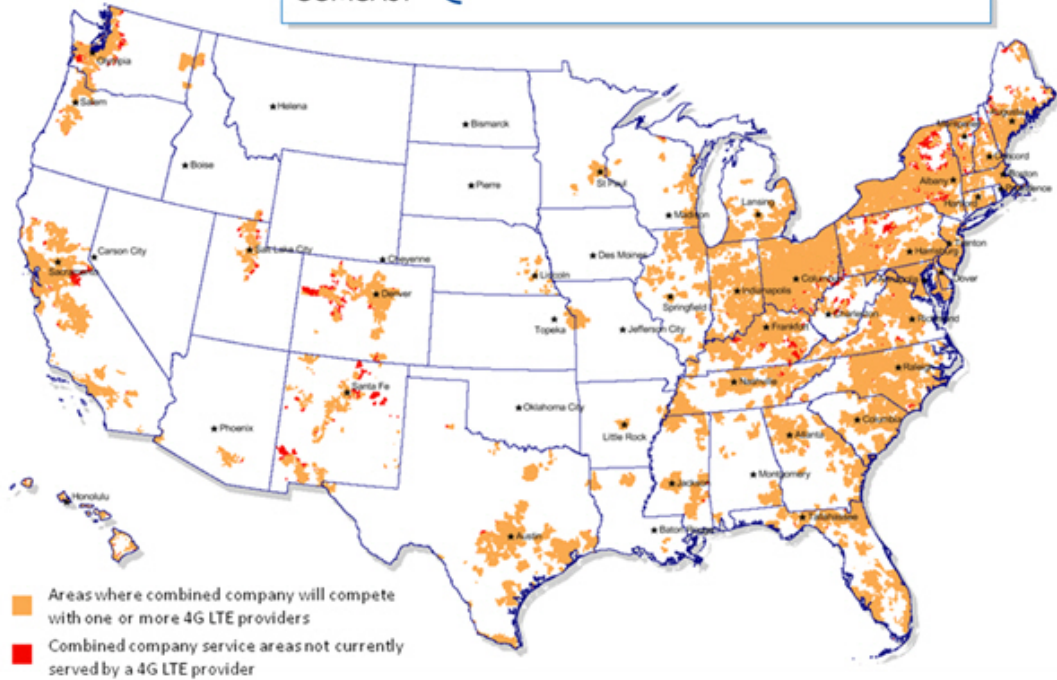 Olympia
Salem
Helena
Bismarck
Boise
Pierre
St Paul
Augusta
Concord
Boston
Albany
Hartford
Lansing
Madison
Carson City
Salt Lake City
Cheyenne
Des Moines
Lincoln
Harrisburg
Trenton
Dover
Sacramento
Denver
Indianapolis
Springfield
Topeka
Jefferson City
Frankfort
Charleston
Richmond
Santa Fe
Nashville
Raleigh
Oklahoma City
Phoenix
Little Rock
Atlanta
Columbia
Montgomery
Jackson
Honolulu
Tallahassee
Austin
Areas where combined company will compete
with one or more 4G LTE providers
Combined company service areas not currently
served by a 4G LTE provider